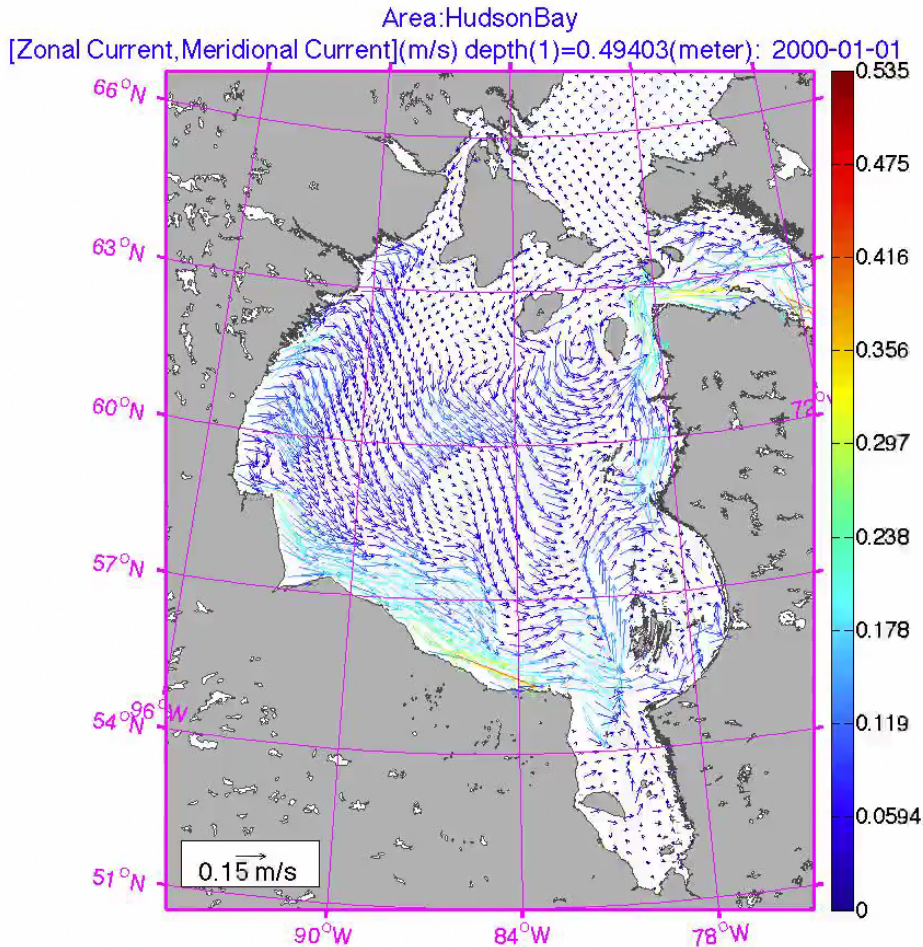 Area:HudsonBay
[Zonal Current,Meridional Current](m/s) depth(1)=0.49403(meter): 2000-01-01
66°N
63°N
60°N
57°N
54°N
51°N
96°W
90°W
84°W
78°W
72°W
0.15 m/s
0.535
0.475
0.416
0.356
0.297
0.238
0.178
0.119
0.0594
0